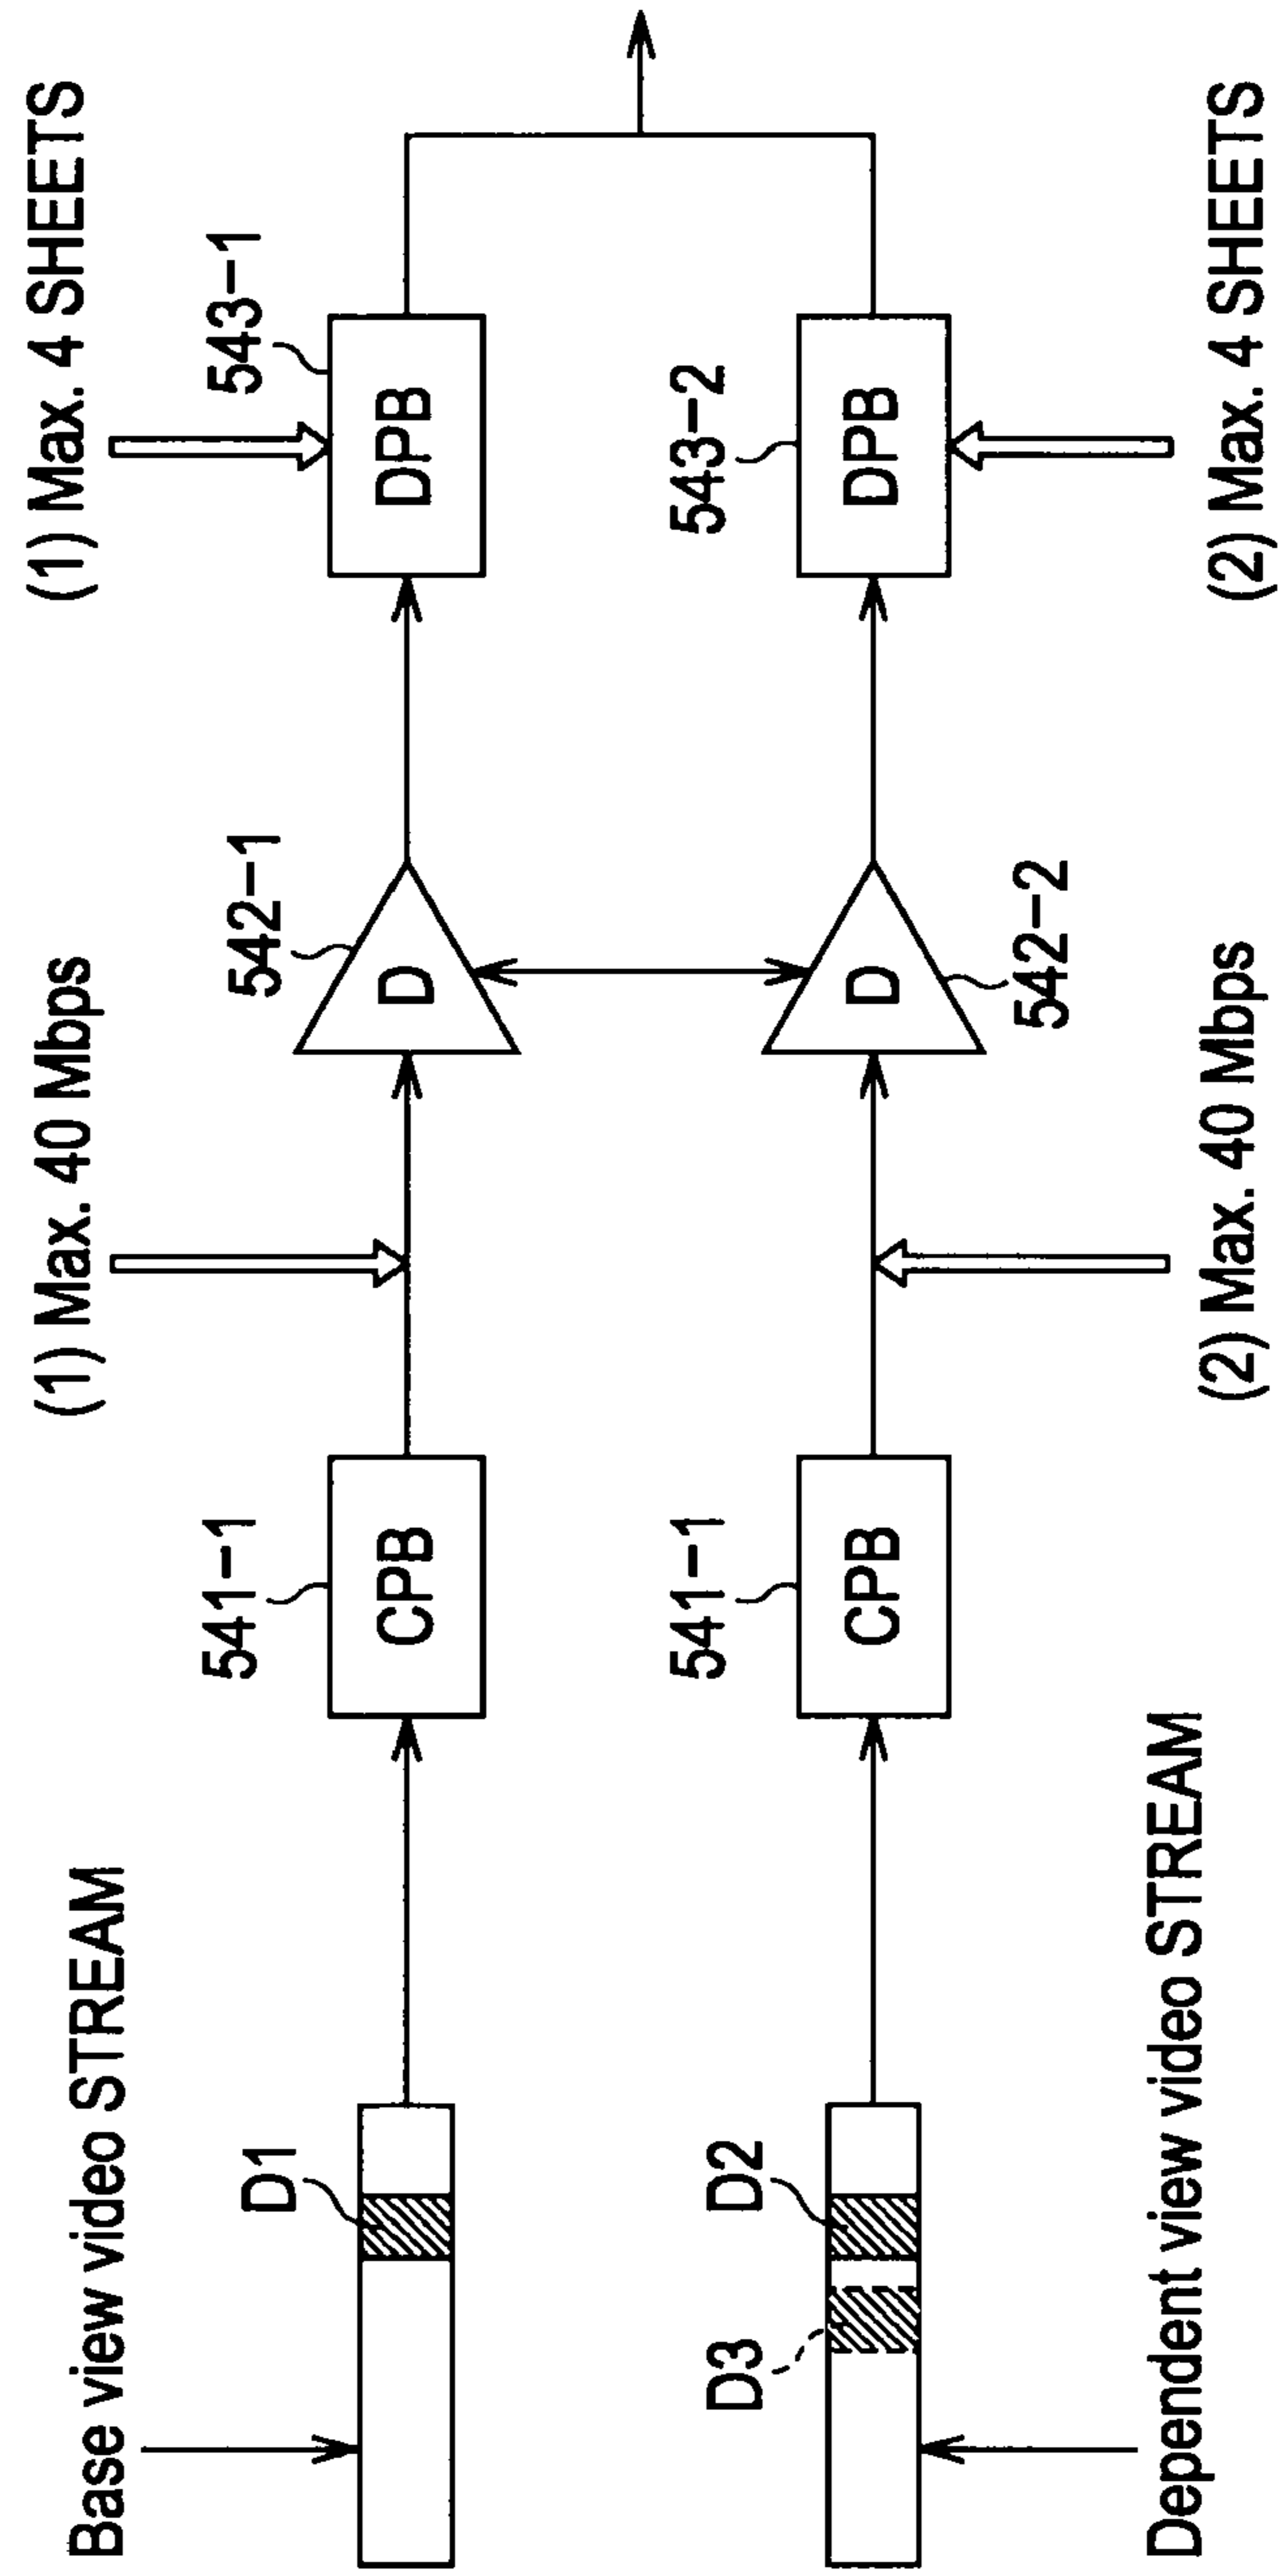 (1) Max. 40 Mbps
(1) Max. 4 SHEETS
Base view video STREAM
D1
541-1
CPB
542-1
D
543-1
DPB
D3
D2
541-1
CPB
542-2
D
543-2
DPB
Dependent view video STREAM
(2) Max. 40 Mbps
(2) Max. 4 SHEETS